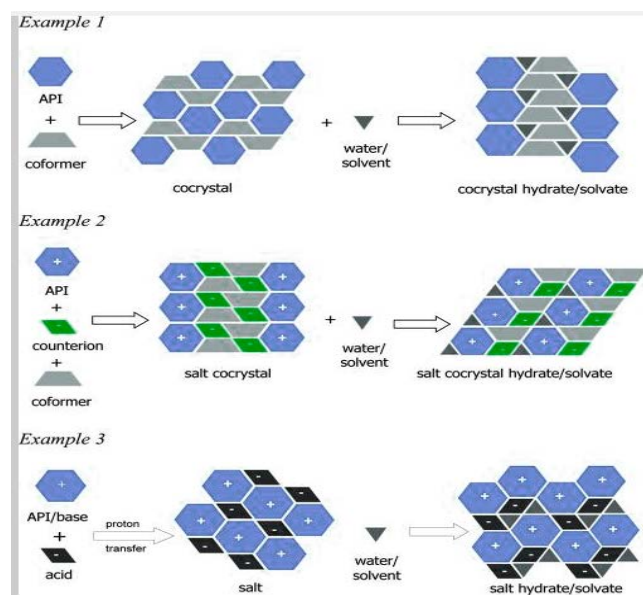 Example 1
API
+
coformer
cocrystal
+
water/
solvent
cocrystal hydrate/solvate
Example 2
+
API
+
-
counterion
+
coformer
+ - +
+ - +
+ - +
salt cocrystal
+
water/
solvent
+ - + -
+ - + -
+ - + -
salt cocrystal hydrate/solvate
Example 3
+
API/base
+
-
acid
proton
transfer
salt
water/
solvent
salt hydrate/solvate